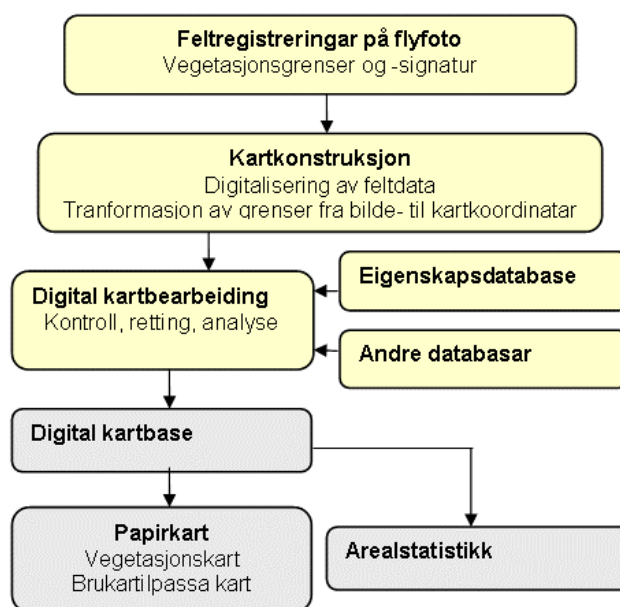 Feltregistreringar på flyfoto
Vegetasjonsgrenser og -signatur
Kartkonstruksjon
Digitalisering av feltdata
Tranformasjon av grenser fra bilde- til kartkoordinatar
Digital kartbearbeiding
Kontroll, retting, analyse
Eigenskapsdatabase
Andre databasar
Digital kartbase
Papirkart
Vegetasjonskart
Brukartilpassa kart
Arealstatistikk